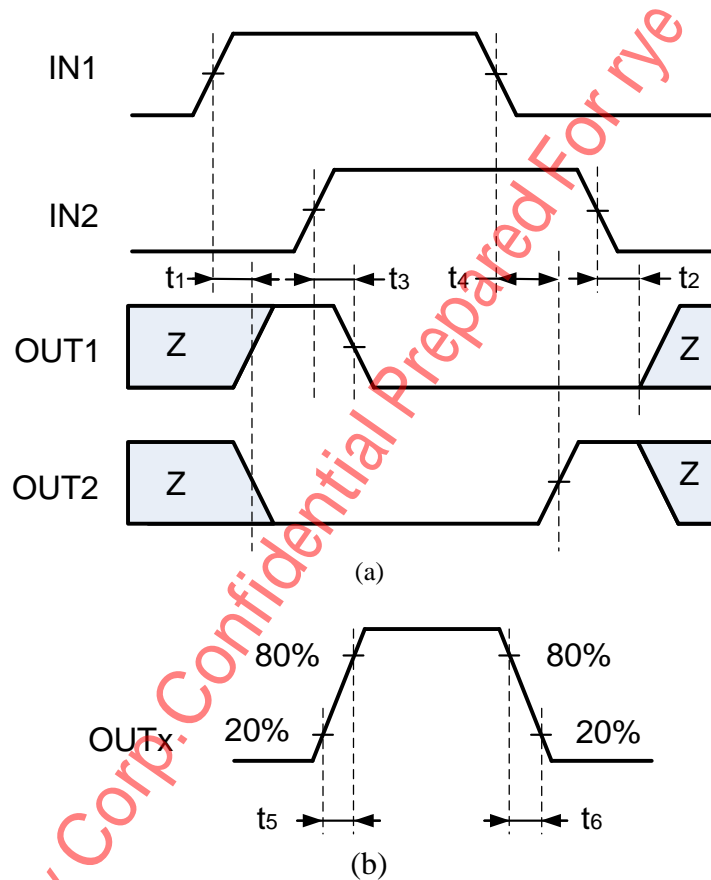 IN1
IN2
t1
t3
t4
t2
OUT1
Z
Z
OUT2
Z
Z
(a)
80%
80%
OUTx
20%
20%
t5
t6
(b)
Corp.Confidential Prepared For rye